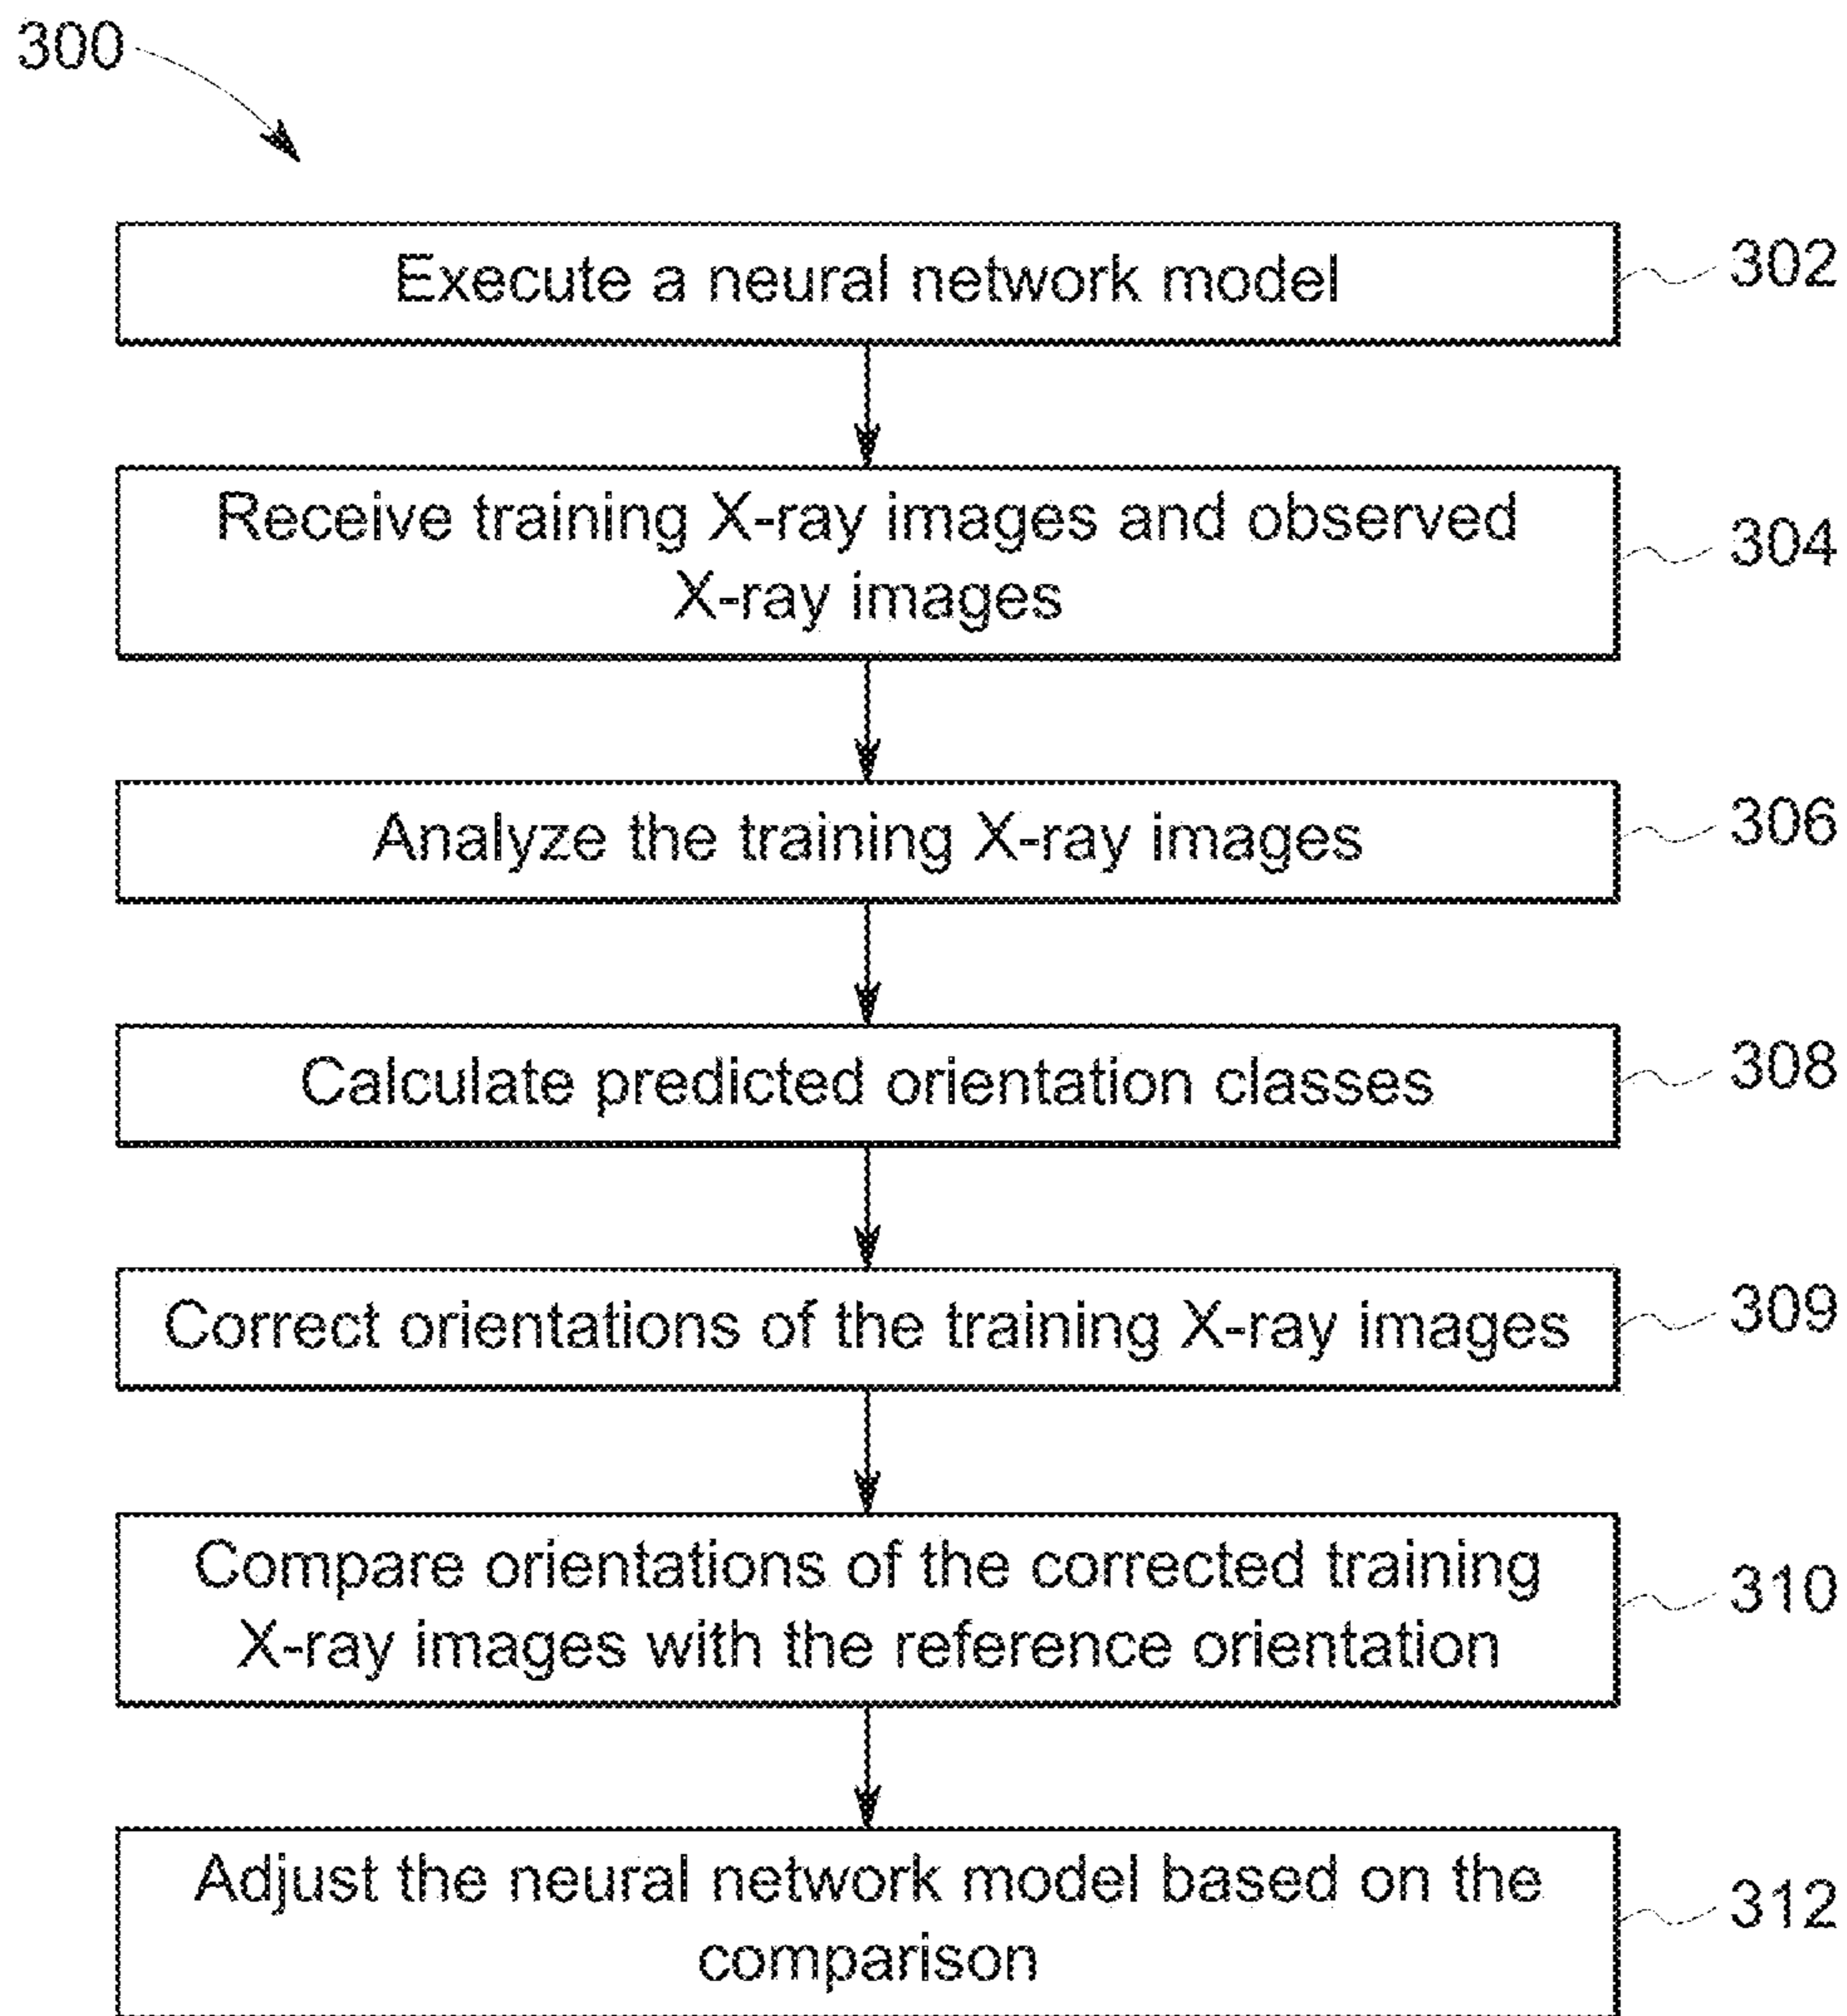 300
Execute a neural network model
302
Receive training X-ray images and observed
X-ray images
304
Analyze the training X-ray images
306
Calculate predicted orientation classes
308
Correct orientations of the training X-ray images
309
Compare orientations of the corrected training
X-ray images with the reference orientation
310
Adjust the neural network model based on the
comparison
312